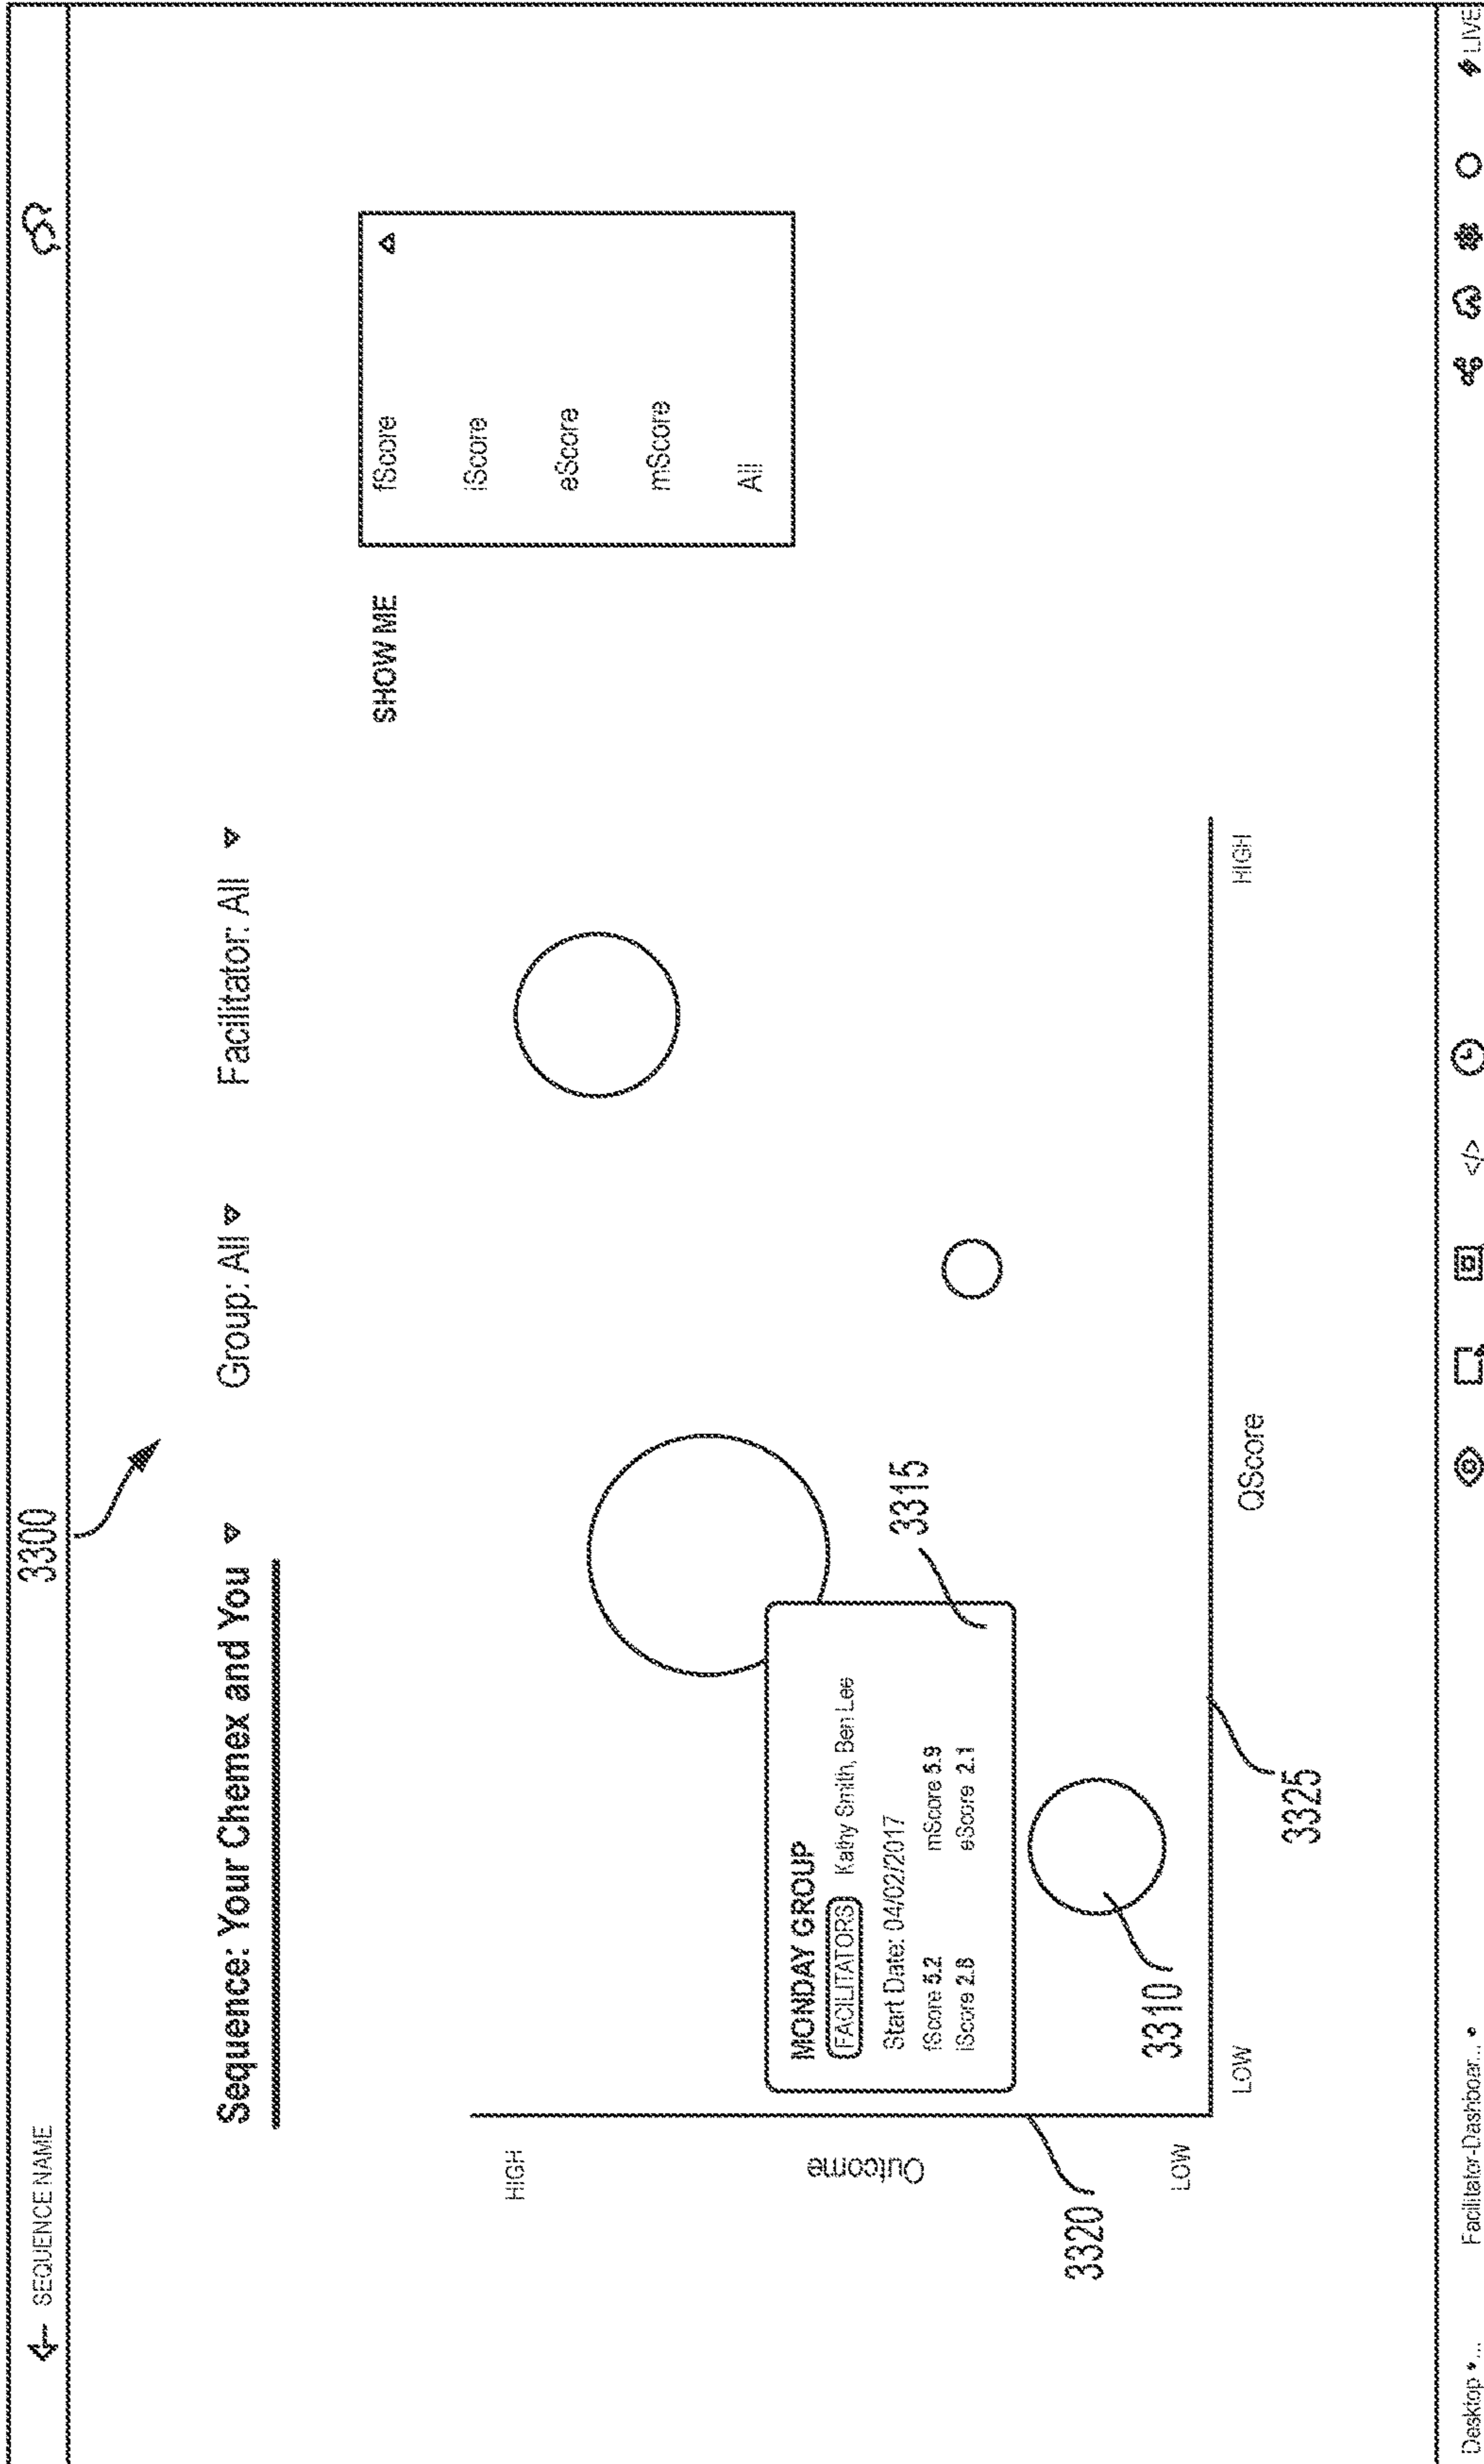 3300
SEQUENCE NAME
Sequence: Your Chemex and You
Group: All
Facilitator: All
SHOW ME
fScore
iScore
eScore
mScore
All
HIGH
Outcome
LOW
3320
MONDAY GROUP
FACILITATORS Kathy Smith, Ben Lee
Start Date: 04/02/2017
fScore 5.2 mScore 5.9
iScore 2.8 eScore 2.1
3315
3310
LOW
QScore
HIGH
3325
Desktop ...
Facilitator-Dashboar...
</>
LIVE